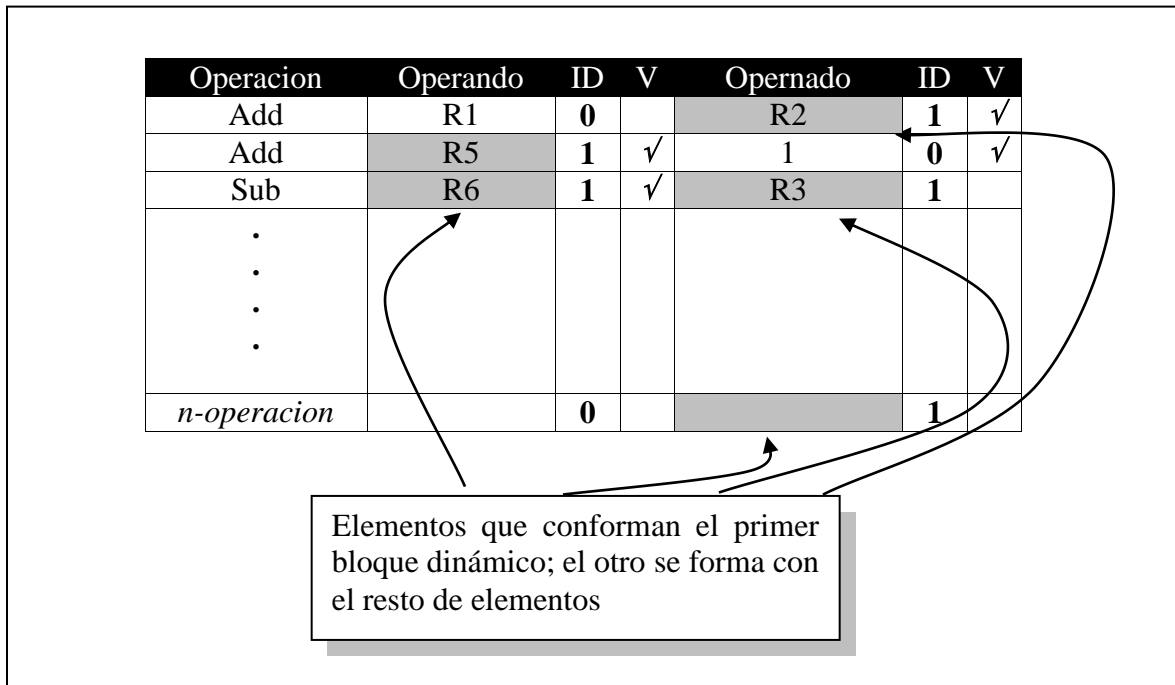 Operacion Operando ID V Opernado ID V
Add R1 0 R2 1 √
Add R5 1 √ 1 0 √
Sub R6 1 √ R3 1
.
.
.
.
n-operacion 0 1
Elementos que conforman el primer
bloque dinámico; el otro se forma con
el resto de elementos